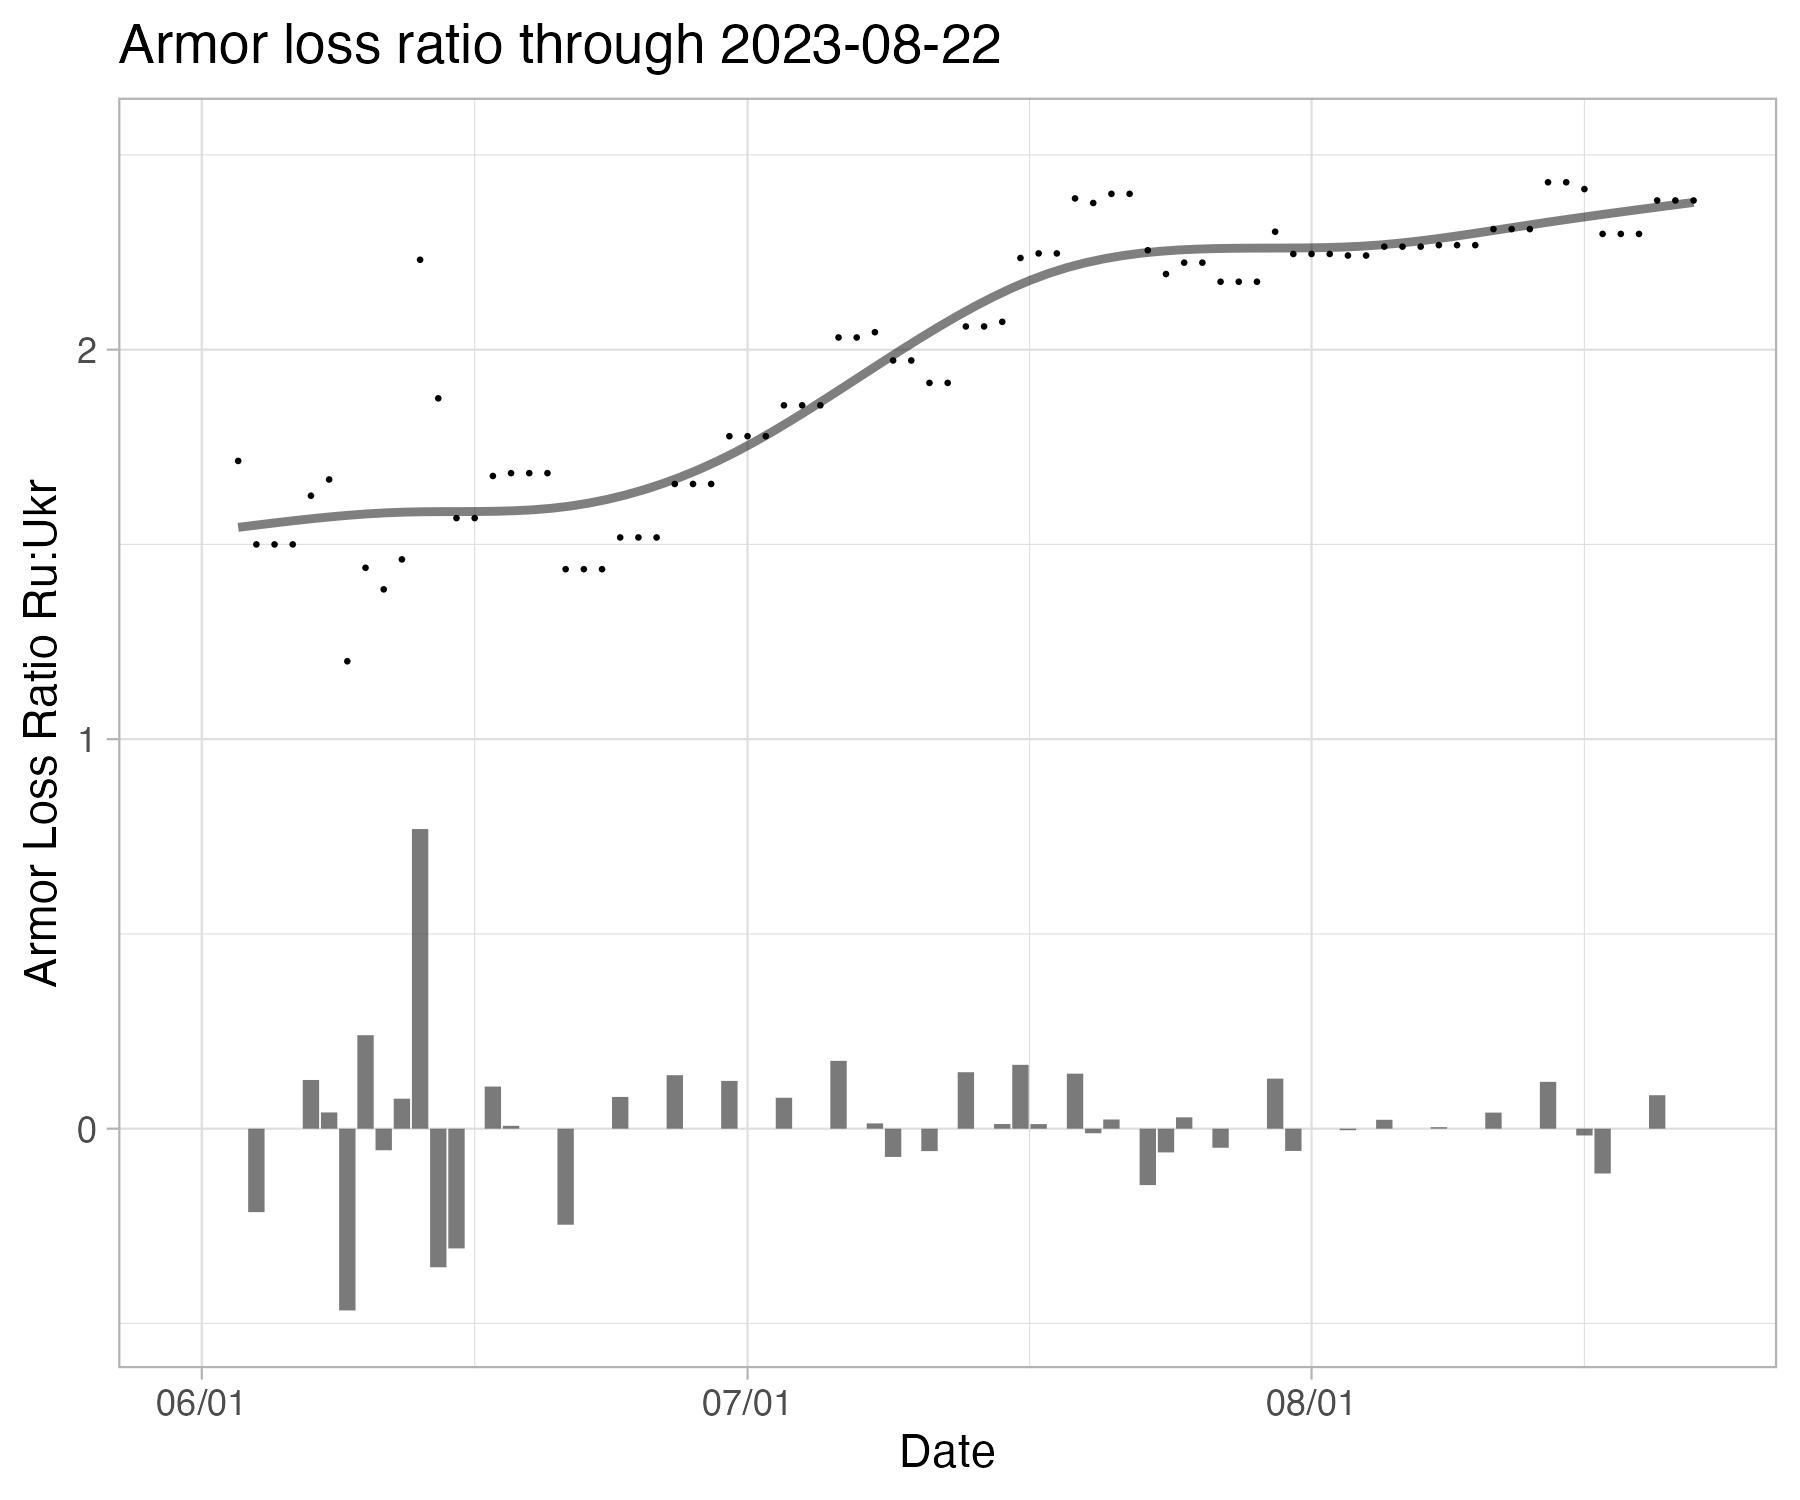 Armor loss ratio through 2023-08-22
Armor Loss Ratio Ru:Ukr
2
1
0
06/01
07/01
08/01
Date